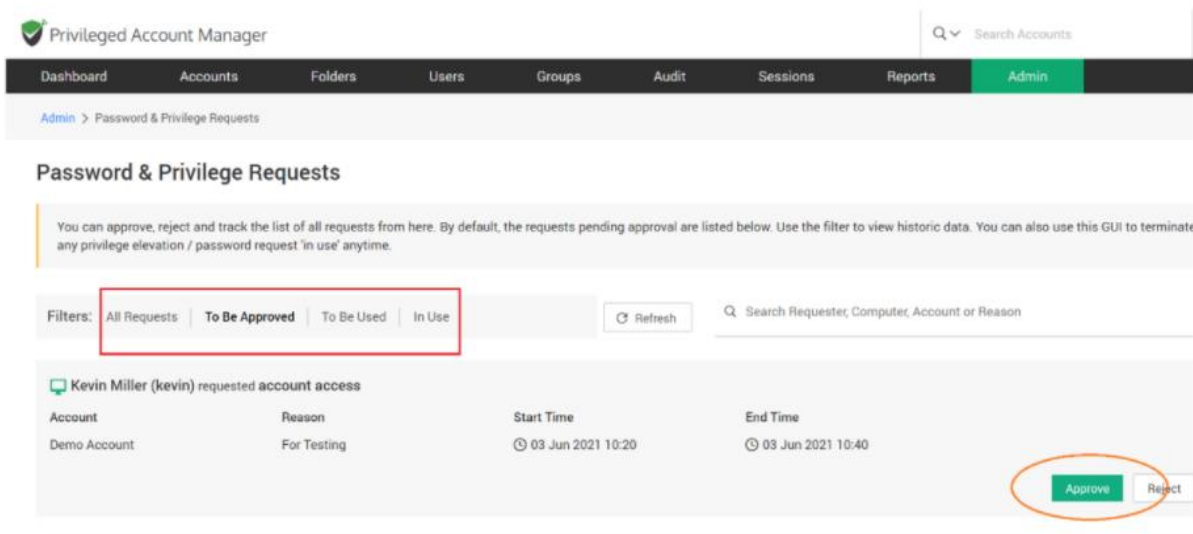 Privileged Account Manager
Search Accounts
Dashboard Accounts Folders Users Groups Audit Sessions Reports Admin
Admin > Password & Privilege Requests
Password & Privilege Requests
You can approve, reject and track the list of all requests from here. By default, the requests pending approval are listed below. Use the filter to view historic data. You can also use this GUI to terminate
any privilege elevation / password request 'in use' anytime.
Filters: All Requests To Be Approved To Be Used In Use Refresh Search Requester, Computer, Account or Reason
Kevin Miller (kevin) requested account access
Account Reason Start Time End Time
Demo Account For Testing 03 Jun 2021 10:20 03 Jun 2021 10:40
Approve Reject